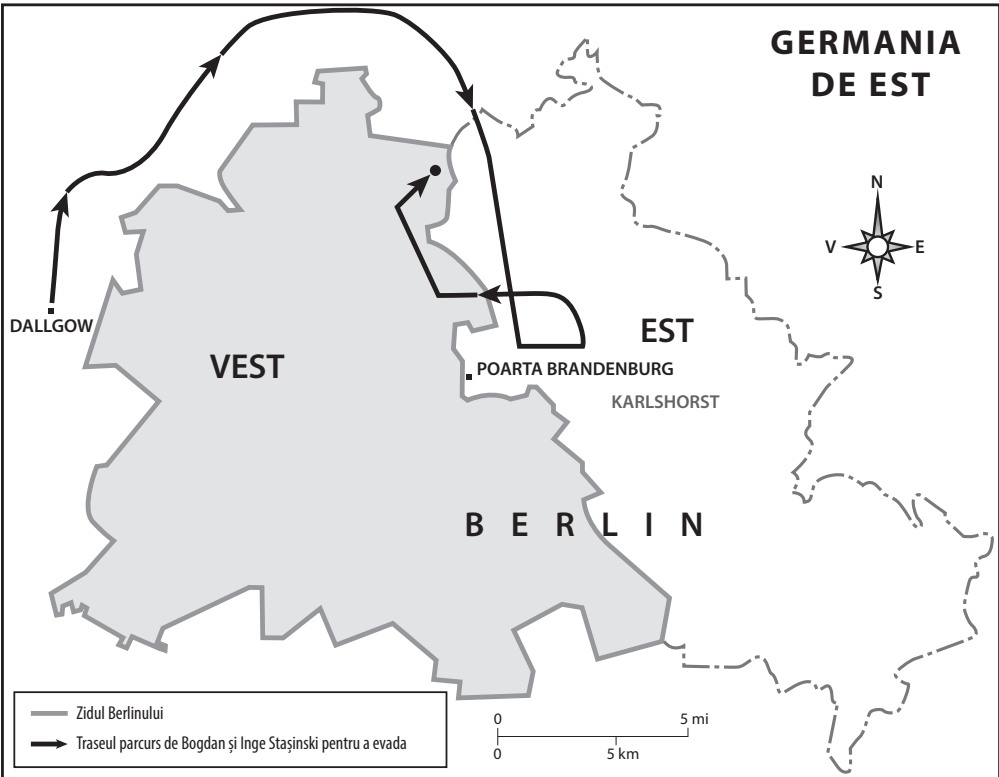 GERMANIA
DE EST
N
V
E
S
DALLGOW
EST
VEST
POARTA BRANDENBURG
KARLSHORST
BERLIN
Zidul Berlinului
Traseul parcurs de Bogdan și Inge Stașinski pentru a evada
0
5 mi
0
5 km